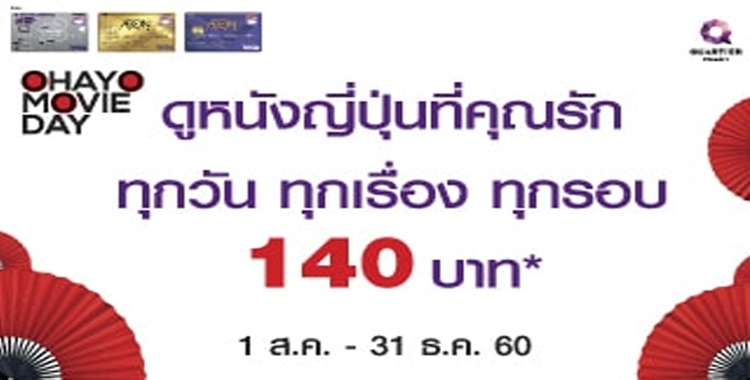 AEON
AEON
OHAYO
MOVIE
DAY
ดูหนังญี่ปุ่นที่คุณรัก
ทุกวัน ทุกเรื่อง ทุกรอบ
140 บาท*
1 ส.ค. - 31 ธ.ค. 60